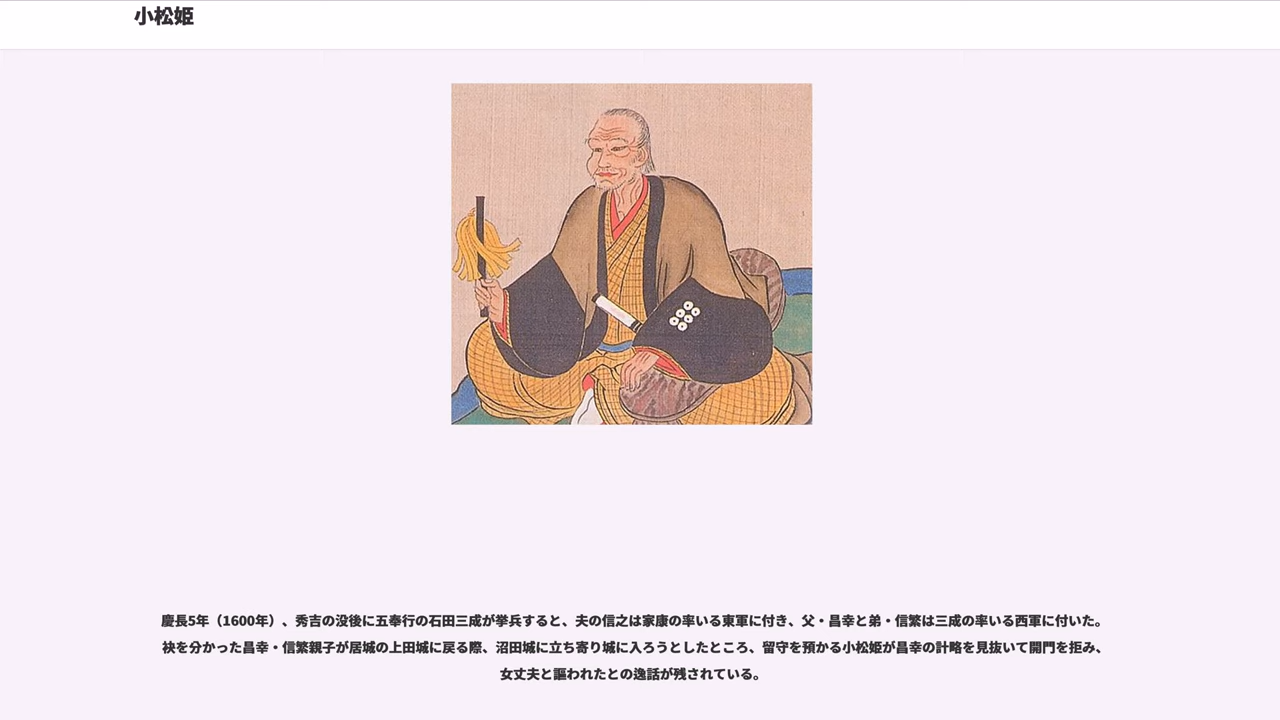 小松姫
慶長5年（1600年）、秀吉の没後に五奉行の石田三成が挙兵すると、夫の信之は家康の率いる東軍に付き、父・昌幸と弟・信繁は三成の率いる西軍に付いた。
袂を分かった昌幸・信繁親子が居城の上田城に戻る際、沼田城に立ち寄り城に入ろうとしたところ、留守を預かる小松姫が昌幸の計略を見抜いて開門を拒み、
女丈夫と謳われたとの逸話が残されている。